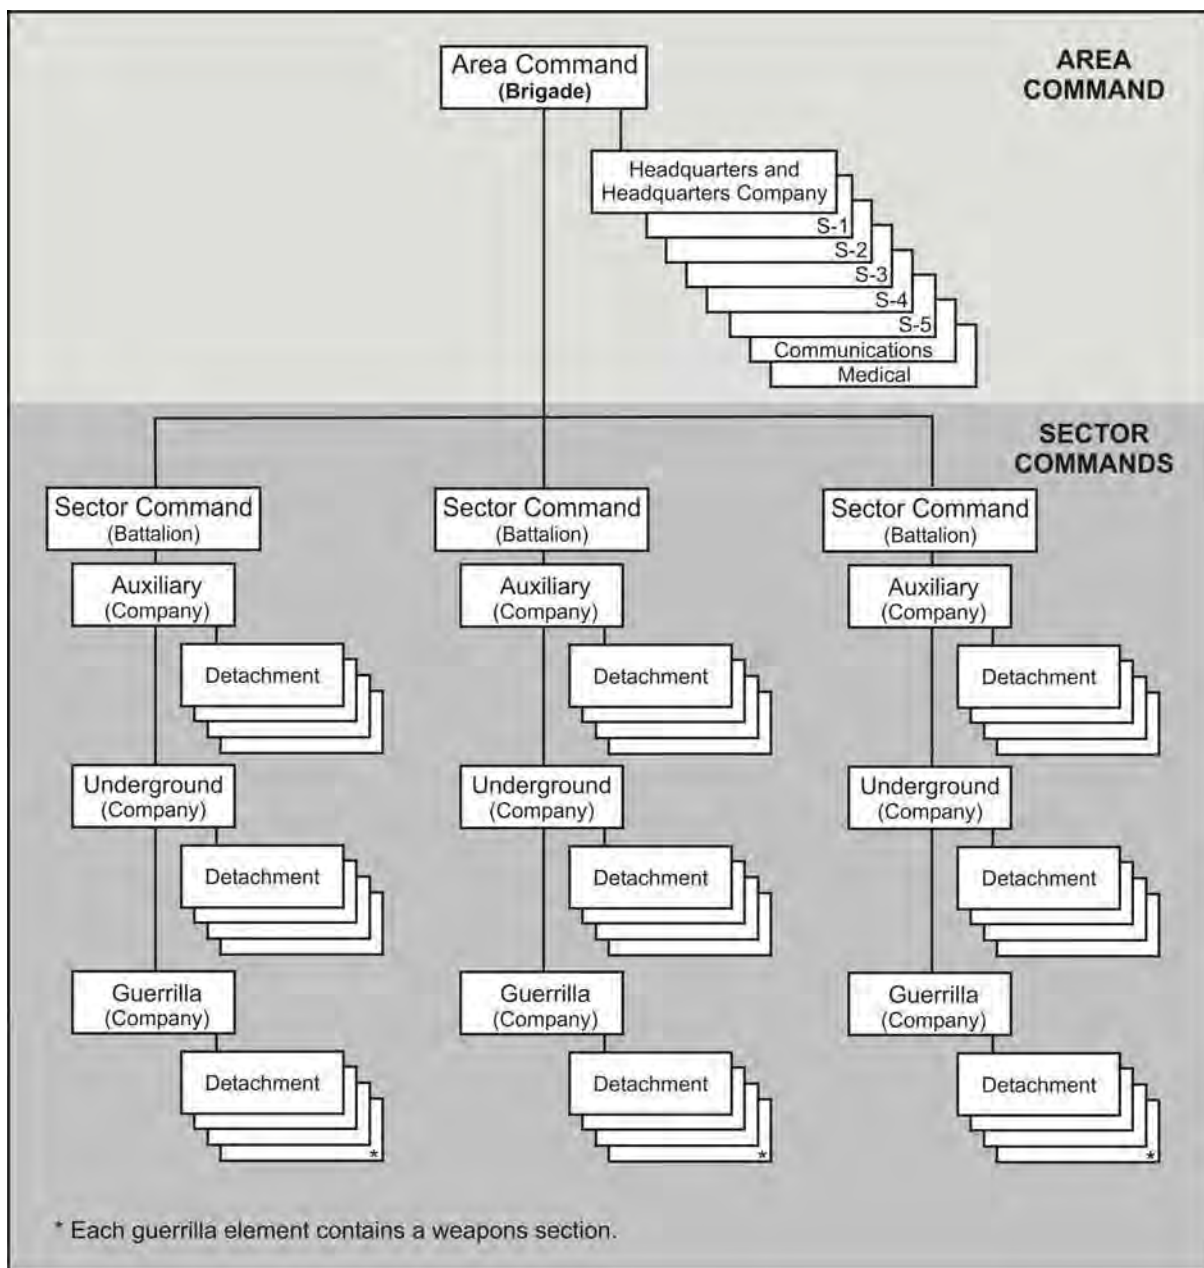 AREA
COMMAND
Area Command
(Brigade)
Headquarters and
Headquarters Company
S-1
S-2
S-3
S-4
S-5
Communications
Medical
SECTOR
COMMANDS
Sector Command
(Battalion)
Auxiliary
(Company)
Detachment
Underground
(Company)
Detachment
Guerrilla
(Company)
Detachment
*
Sector Command
(Battalion)
Auxiliary
(Company)
Detachment
Underground
(Company)
Detachment
Guerrilla
(Company)
Detachment
*
Sector Command
(Battalion)
Auxiliary
(Company)
Detachment
Underground
(Company)
Detachment
Guerrilla
(Company)
Detachment
*
* Each guerrilla element contains a weapons section.